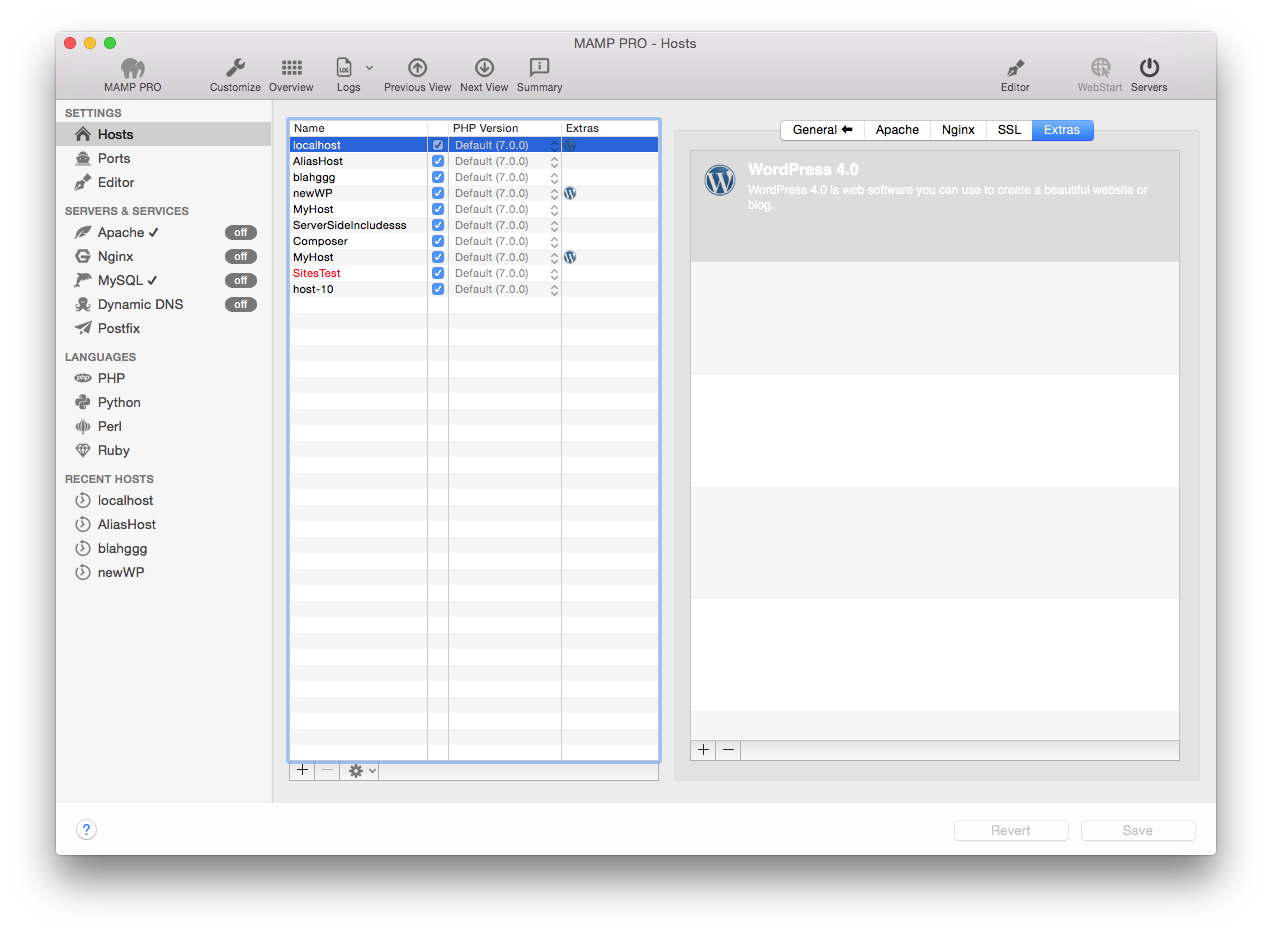 MAMP PRO - Hosts
MAMP PRO
Customize
Overview
LOG
Logs
Previous View
Next View
Summary
Editor
WebStart
Servers
SETTINGS
Hosts
Ports
Editor
SERVERS & SERVICES
Apache ✔ off
Nginx off
MySQL ✔ off
Dynamic DNS off
Postfix
LANGUAGES
php PHP
Python
Perl
Ruby
RECENT HOSTS
localhost
AliasHost
blahggg
newWP
Name PHP Version Extras
localhost Default (7.0.0)
AliasHost Default (7.0.0)
blahggg Default (7.0.0)
newWP Default (7.0.0)
MyHost Default (7.0.0)
ServerSideIncludesss Default (7.0.0)
Composer Default (7.0.0)
MyHost Default (7.0.0)
SitesTest Default (7.0.0)
host-10 Default (7.0.0)
General Apache Nginx SSL Extras
WordPress 4.0
WordPress 4.0 is web software you can use to create a beautiful website or
blog.
?
Revert
Save